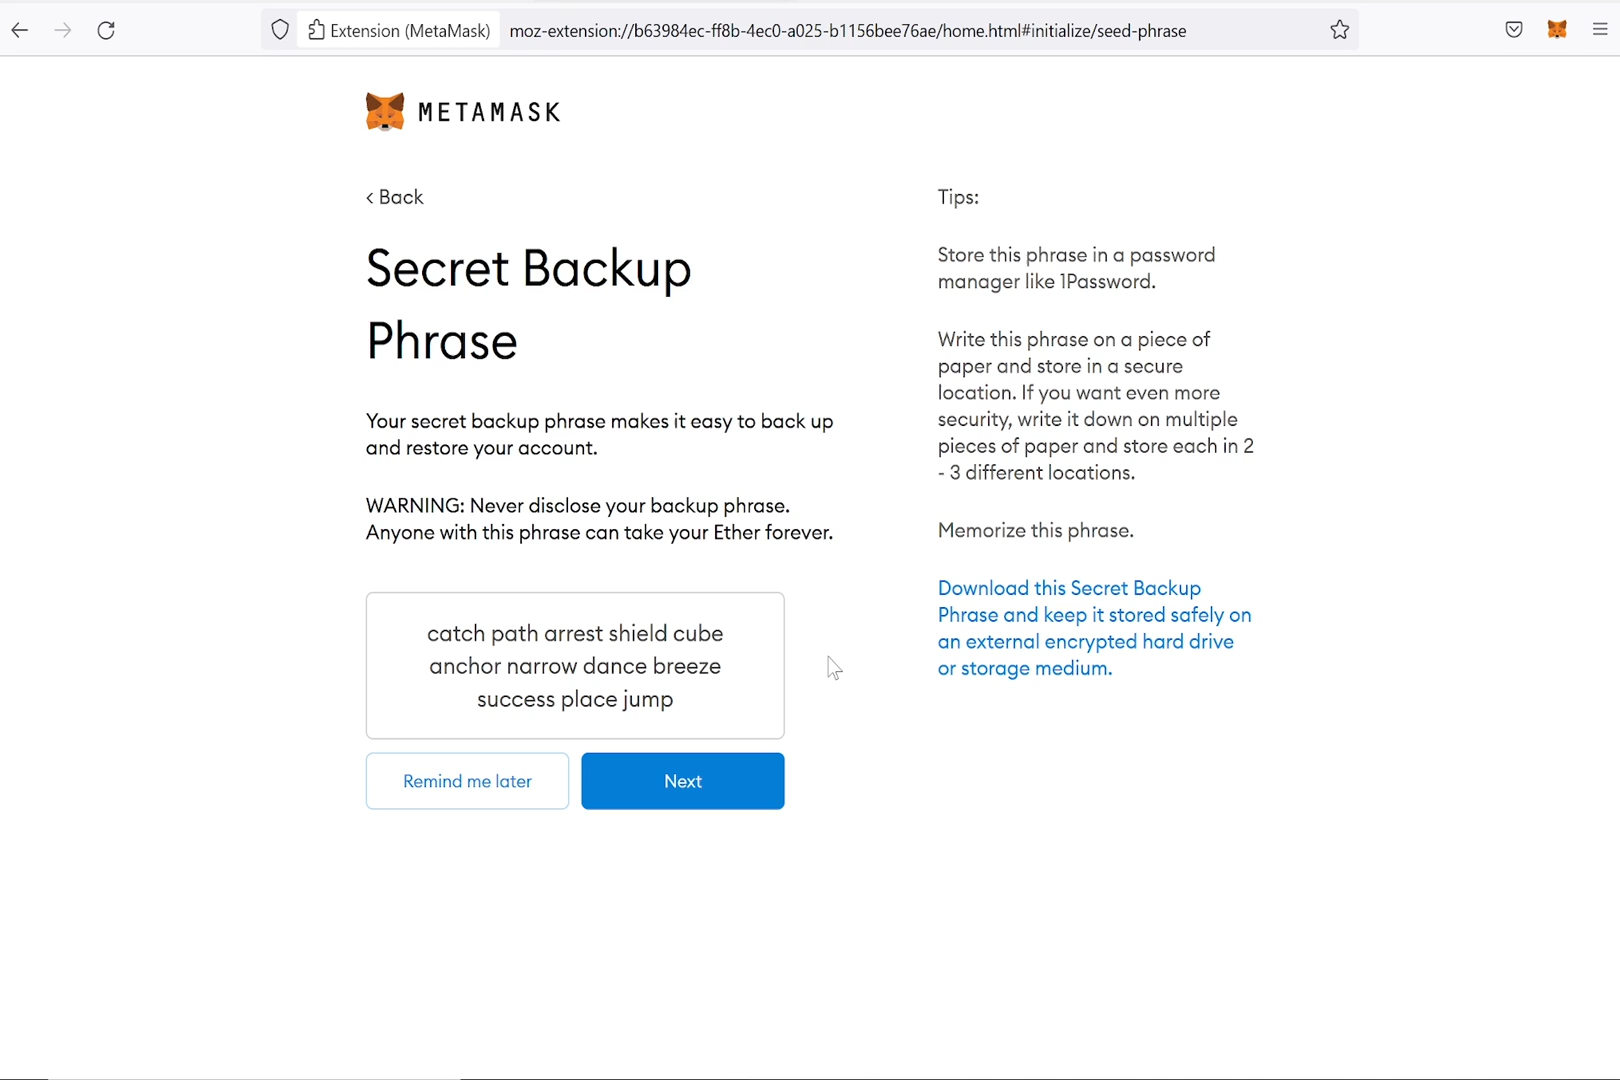 Extension (MetaMask) moz-extension://b63984ec-ff8b-4ec0-a025-b1156bee76ae/home.html#initialize/seed-phrase
METAMASK
< Back
Secret Backup
Phrase
Your secret backup phrase makes it easy to back up
and restore your account.
WARNING: Never disclose your backup phrase.
Anyone with this phrase can take your Ether forever.
catch path arrest shield cube
anchor narrow dance breeze
success place jump
Remind me later
Next
Tips:
Store this phrase in a password
manager like 1Password.
Write this phrase on a piece of
paper and store in a secure
location. If you want even more
security, write it down on multiple
pieces of paper and store each in 2
- 3 different locations.
Memorize this phrase.
Download this Secret Backup
Phrase and keep it stored safely on
an external encrypted hard drive
or storage medium.